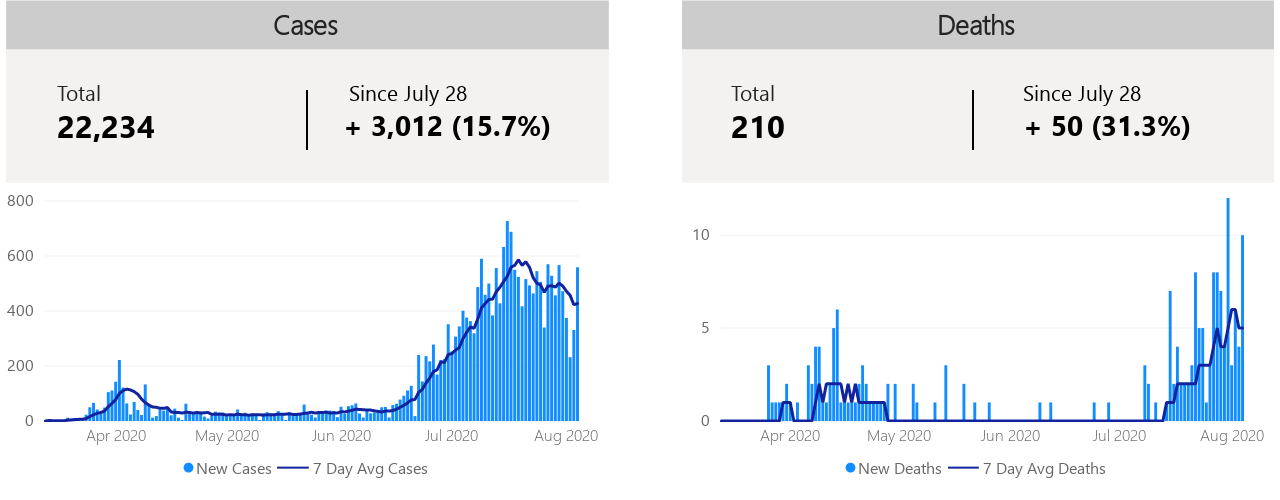 Cases
Total
Since July 28
22,234
+ 3,012 (15.7%)
800
600
400
200
0
Apr 2020
May 2020
Jun 2020
Jul 2020
Aug 2020
New Cases
7 Day Avg Cases
Deaths
Total
Since July 28
210
+ 50 (31.3%)
10
5
0
Apr 2020
May 2020
Jun 2020
Jul 2020
Aug 2020
New Deaths
7 Day Avg Deaths